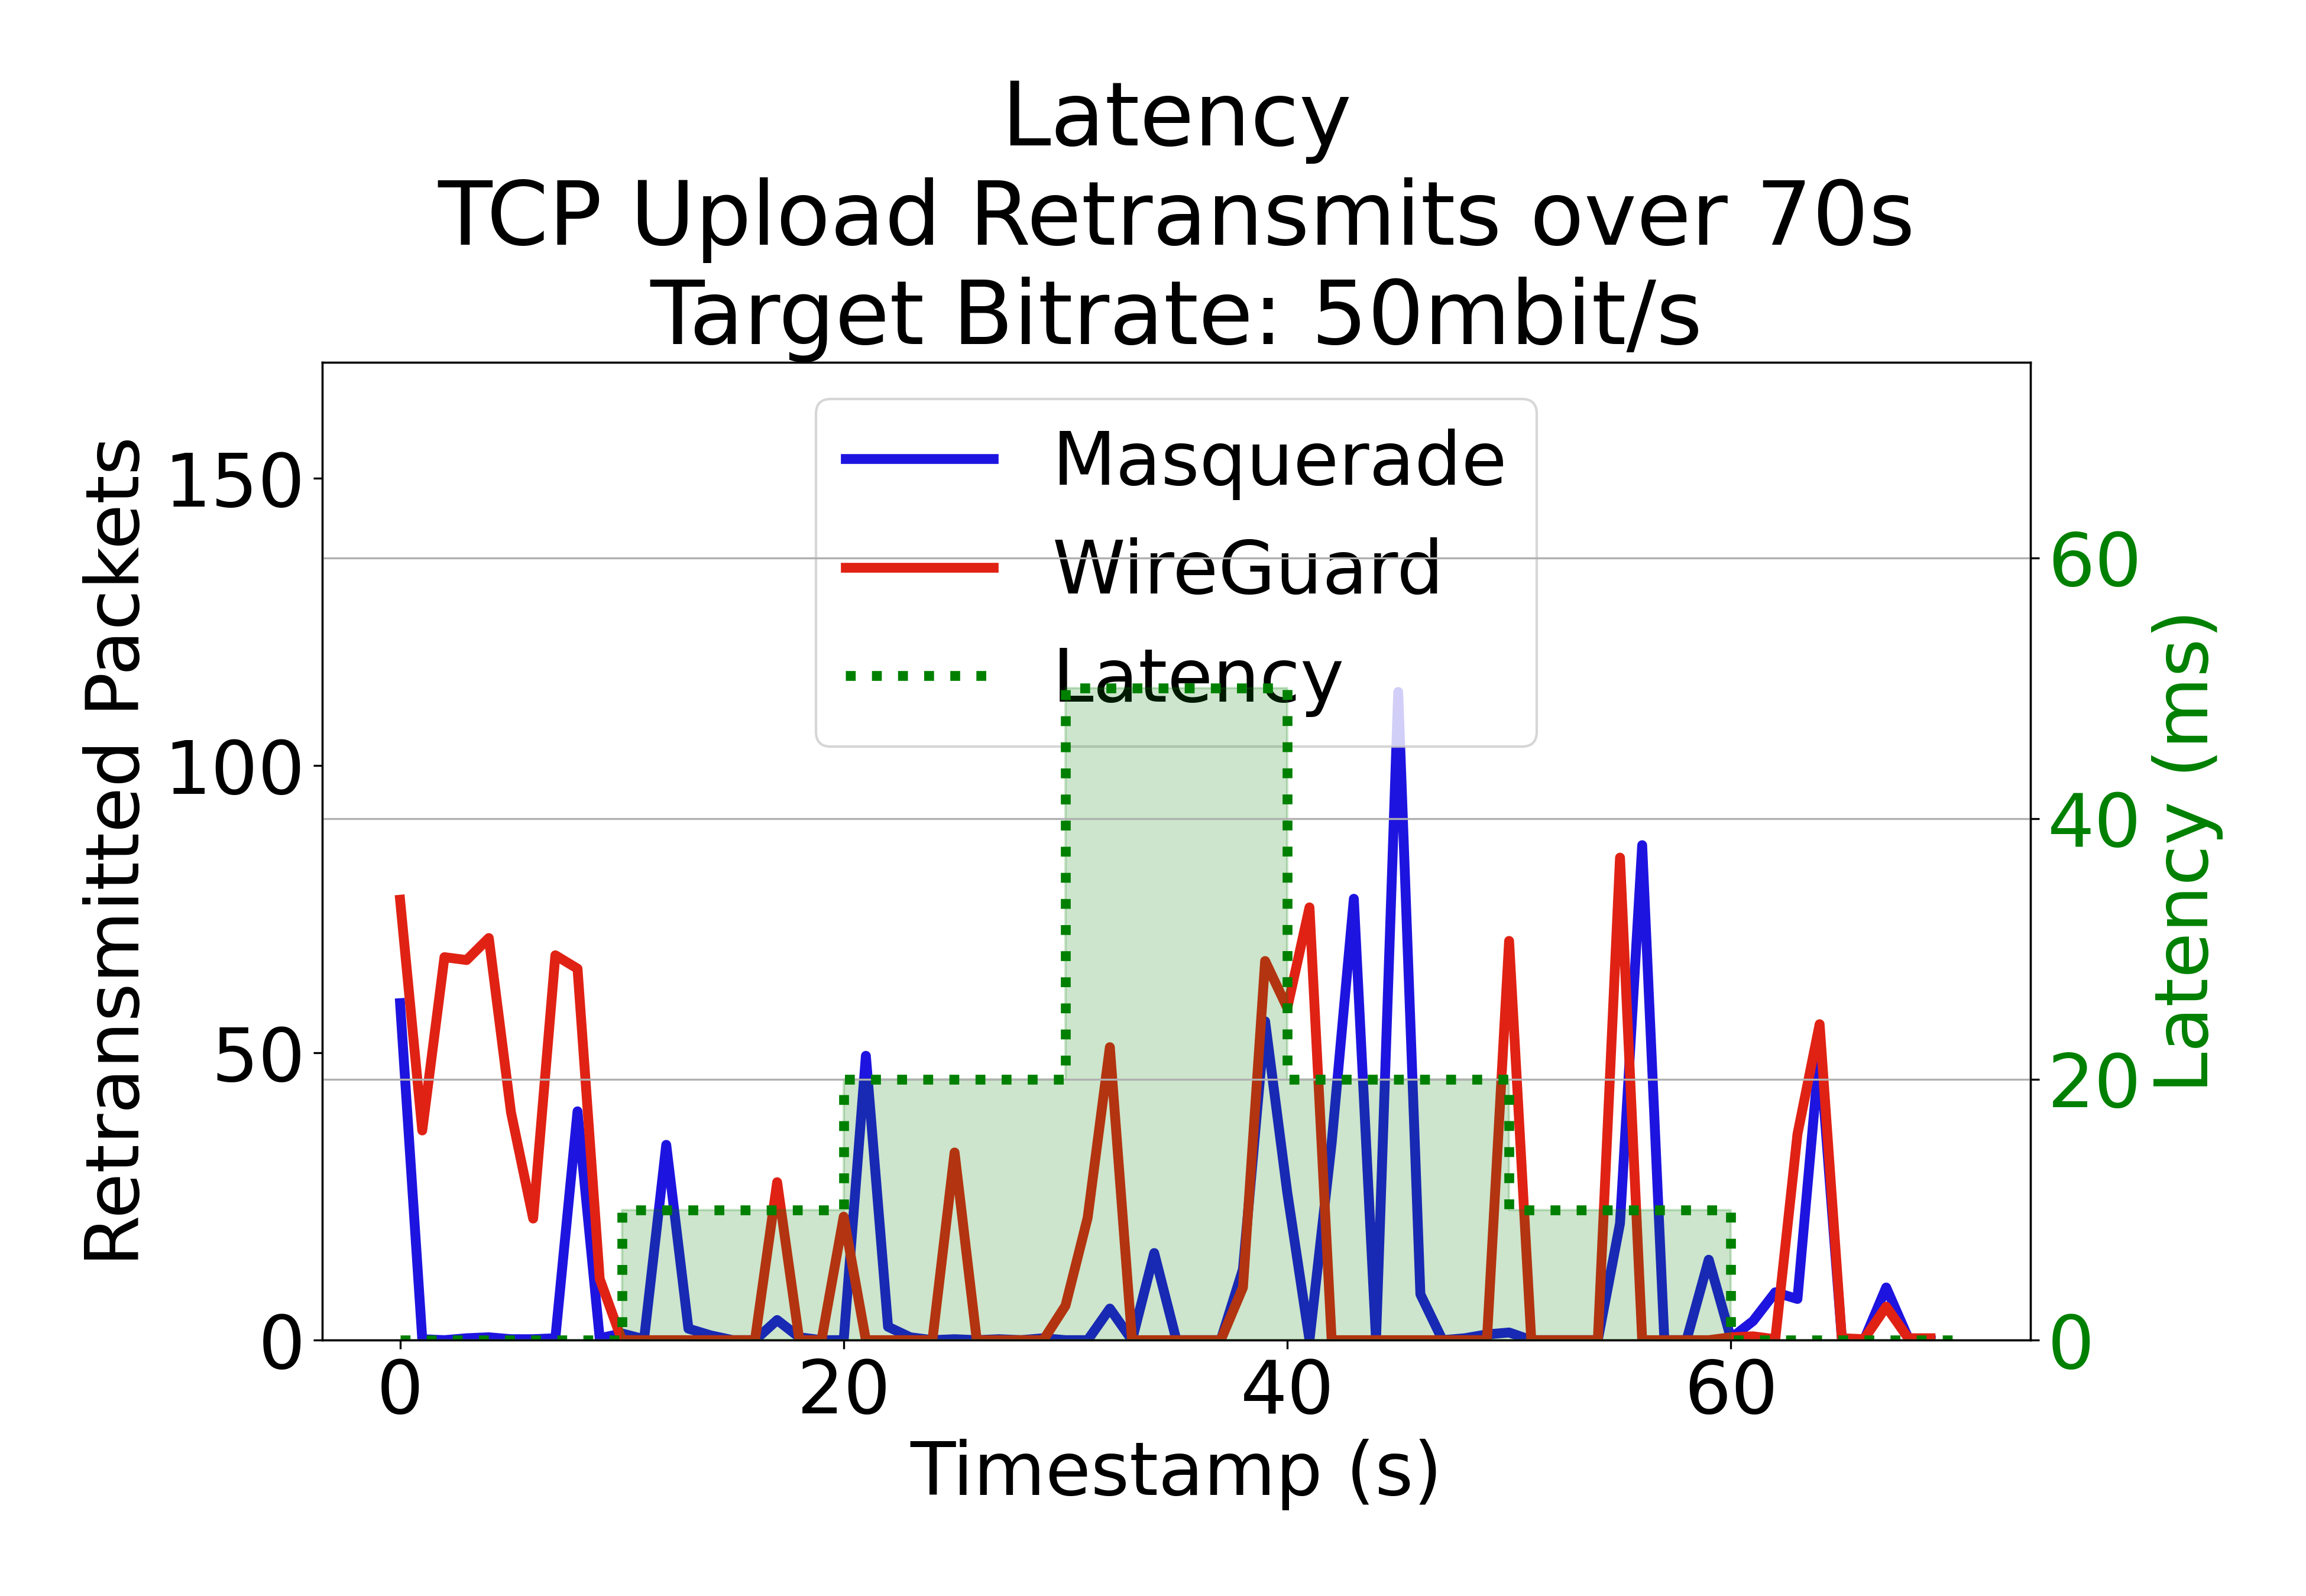 Latency
TCP Upload Retransmits over 70s
Target Bitrate: 50mbit/s
Retransmitted Packets
150
100
50
0
Masquerade
WireGuard
Latency
60
40
20
0
Latency (ms)
0
20
40
60
Timestamp (s)